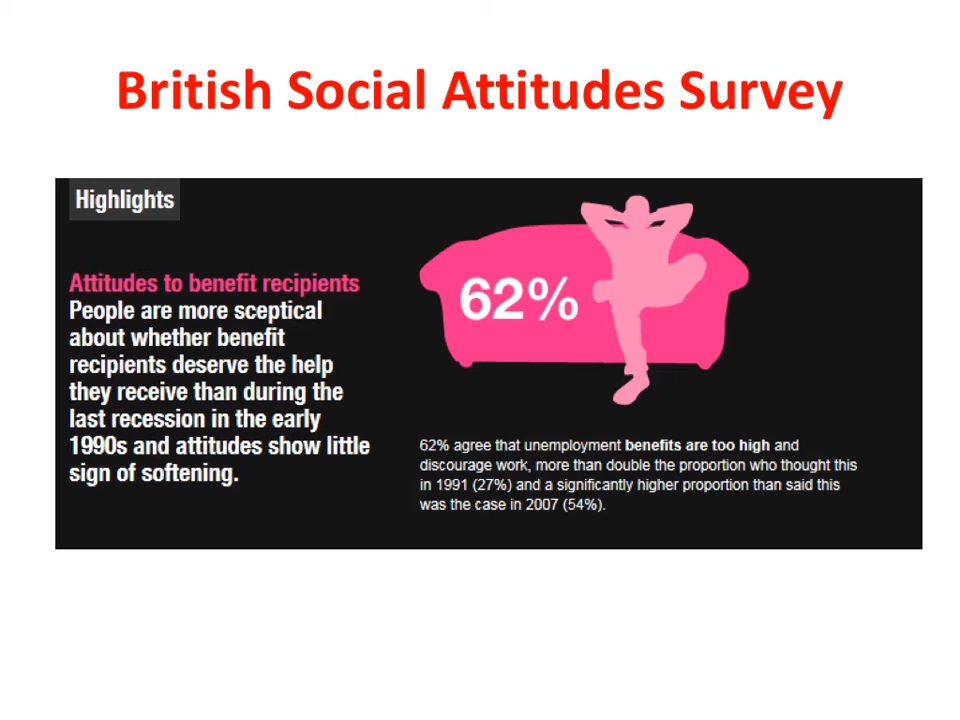 British Social Attitudes Survey
Highlights
Attitudes to benefit recipients
People are more sceptical
about whether benefit
recipients deserve the help
they receive than during the
last recession in the early
1990s and attitudes show little
sign of softening.
62%
62% agree that unemployment benefits are too high and
discourage work, more than double the proportion who thought this
in 1991 (27%) and a significantly higher proportion than said this
was the case in 2007 (54%).